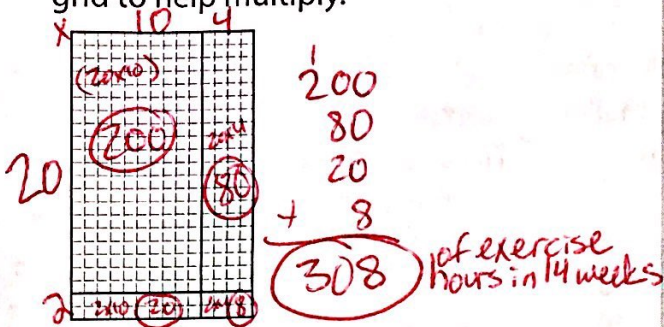 grid to help multiply.
x 10 4
(20x10)
200
20x4
80
20
2
2x10 20 2x4 8
1
200
80
20
+ 8
308 of exercise
hours in 14 weeks